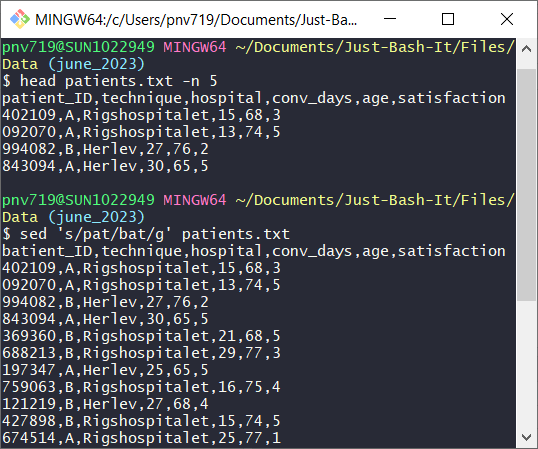 MINGW64:/c/Users/pnv719/Documents/Just-Ba...
pnv719@SUN1022949 MINGW64 ~/Documents/Just-Bash-It/Files/
Data (june_2023)
$ head patients.txt -n 5
patient_ID,technique,hospital,conv_days,age,satisfaction
402109,A,Rigshospitalet,15,68,3
092070,A,Rigshospitalet,13,74,5
994082,B,Herlev,27,76,2
843094,A,Herlev,30,65,5
pnv719@SUN1022949 MINGW64 ~/Documents/Just-Bash-It/Files/
Data (june_2023)
$ sed 's/pat/bat/g' patients.txt
batient_ID,technique,hospital,conv_days,age,satisfaction
402109,A,Rigshospitalet,15,68,3
092070,A,Rigshospitalet,13,74,5
994082,B,Herlev,27,76,2
843094,A,Herlev,30,65,5
369360,B,Rigshospitalet,21,68,5
688213,B,Rigshospitalet,29,77,3
197347,A,Herlev,25,65,5
759063,B,Rigshospitalet,16,75,4
121219,B,Herlev,27,68,4
427898,B,Rigshospitalet,15,74,5
674514,A,Rigshospitalet,25,77,1